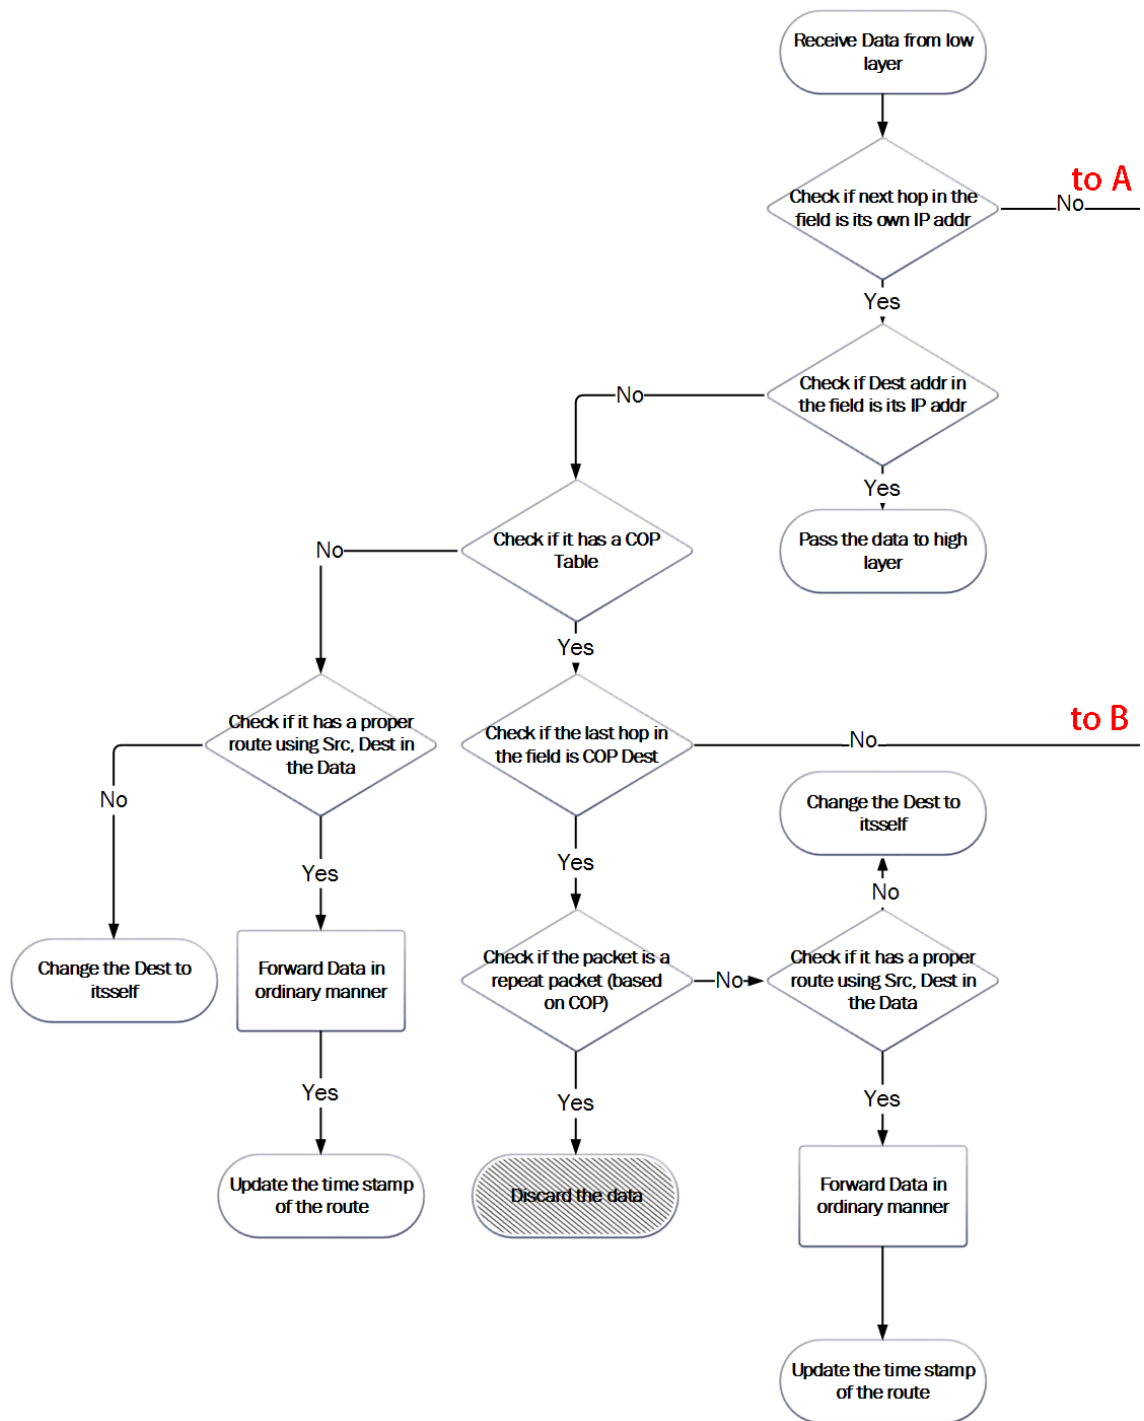 Receive Data from low
layer
to A
Check if next hop in the
field is its own IP addr
No
Yes
Check if Dest addr in
the field is its IP addr
No
Yes
Pass the data to high
layer
Check if it has a COP
Table
No
Yes
to B
Check if it has a proper
route using Src, Dest in
the Data
Check if the last hop in
the field is COP Dest
No
No
Change the Dest to
itsself
Yes
Yes
No
Change the Dest to
itsself
Forward Data in
ordinary manner
Check if the packet is a
repeat packet (based
on COP)
No
Check if it has a proper
route using Src, Dest in
the Data
Yes
Yes
Yes
Update the time stamp
of the route
Discard the data
Forward Data in
ordinary manner
Update the time stamp
of the route